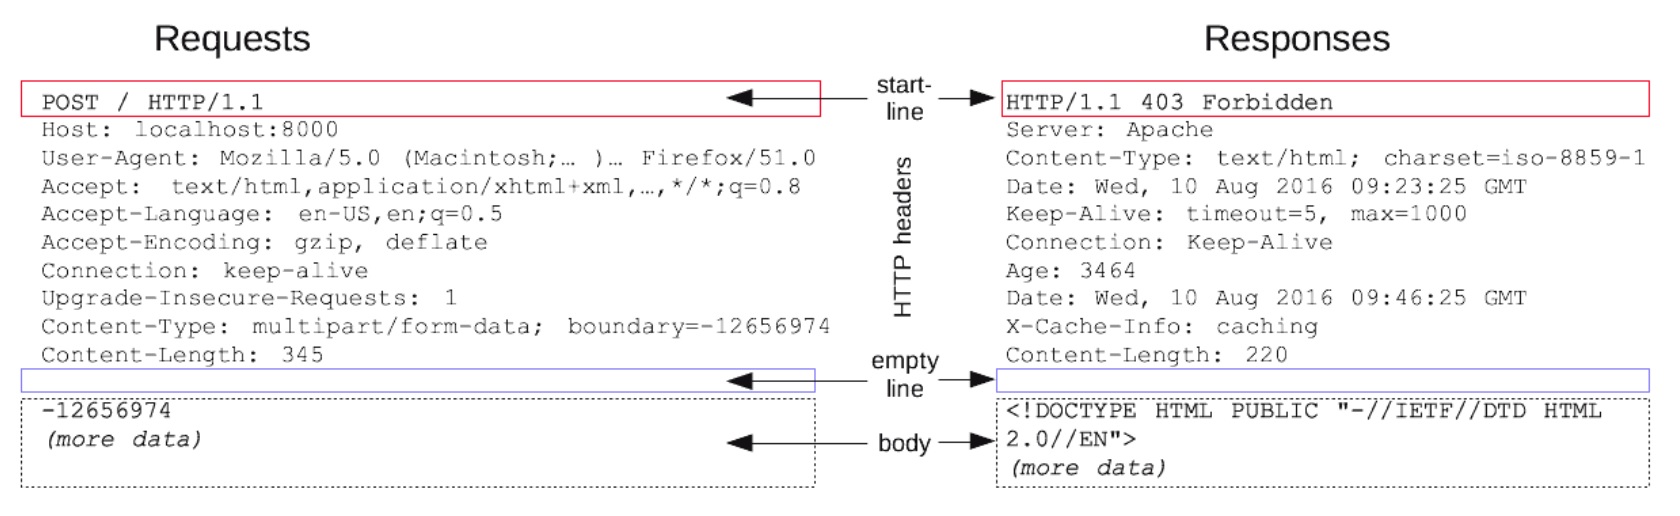 Requests
POST / HTTP/1.1
Host: localhost:8000
User-Agent: Mozilla/5.0 (Macintosh;… )… Firefox/51.0
Accept: text/html,application/xhtml+xml,…,*/*;q=0.8
Accept-Language: en-US,en;q=0.5
Accept-Encoding: gzip, deflate
Connection: keep-alive
Upgrade-Insecure-Requests: 1
Content-Type: multipart/form-data; boundary=-12656974
Content-Length: 345
-12656974
(more data)
start-
line
HTTP headers
empty
line
body
Responses
HTTP/1.1 403 Forbidden
Server: Apache
Content-Type: text/html; charset=iso-8859-1
Date: Wed, 10 Aug 2016 09:23:25 GMT
Keep-Alive: timeout=5, max=1000
Connection: Keep-Alive
Age: 3464
Date: Wed, 10 Aug 2016 09:46:25 GMT
X-Cache-Info: caching
Content-Length: 220
<!DOCTYPE HTML PUBLIC "-//IETF//DTD HTML
2.0//EN">
(more data)